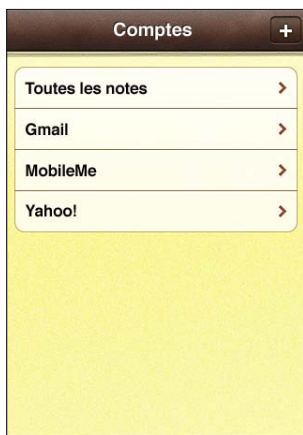 Comptes +
Toutes les notes
Gmail
MobileMe
Yahoo!